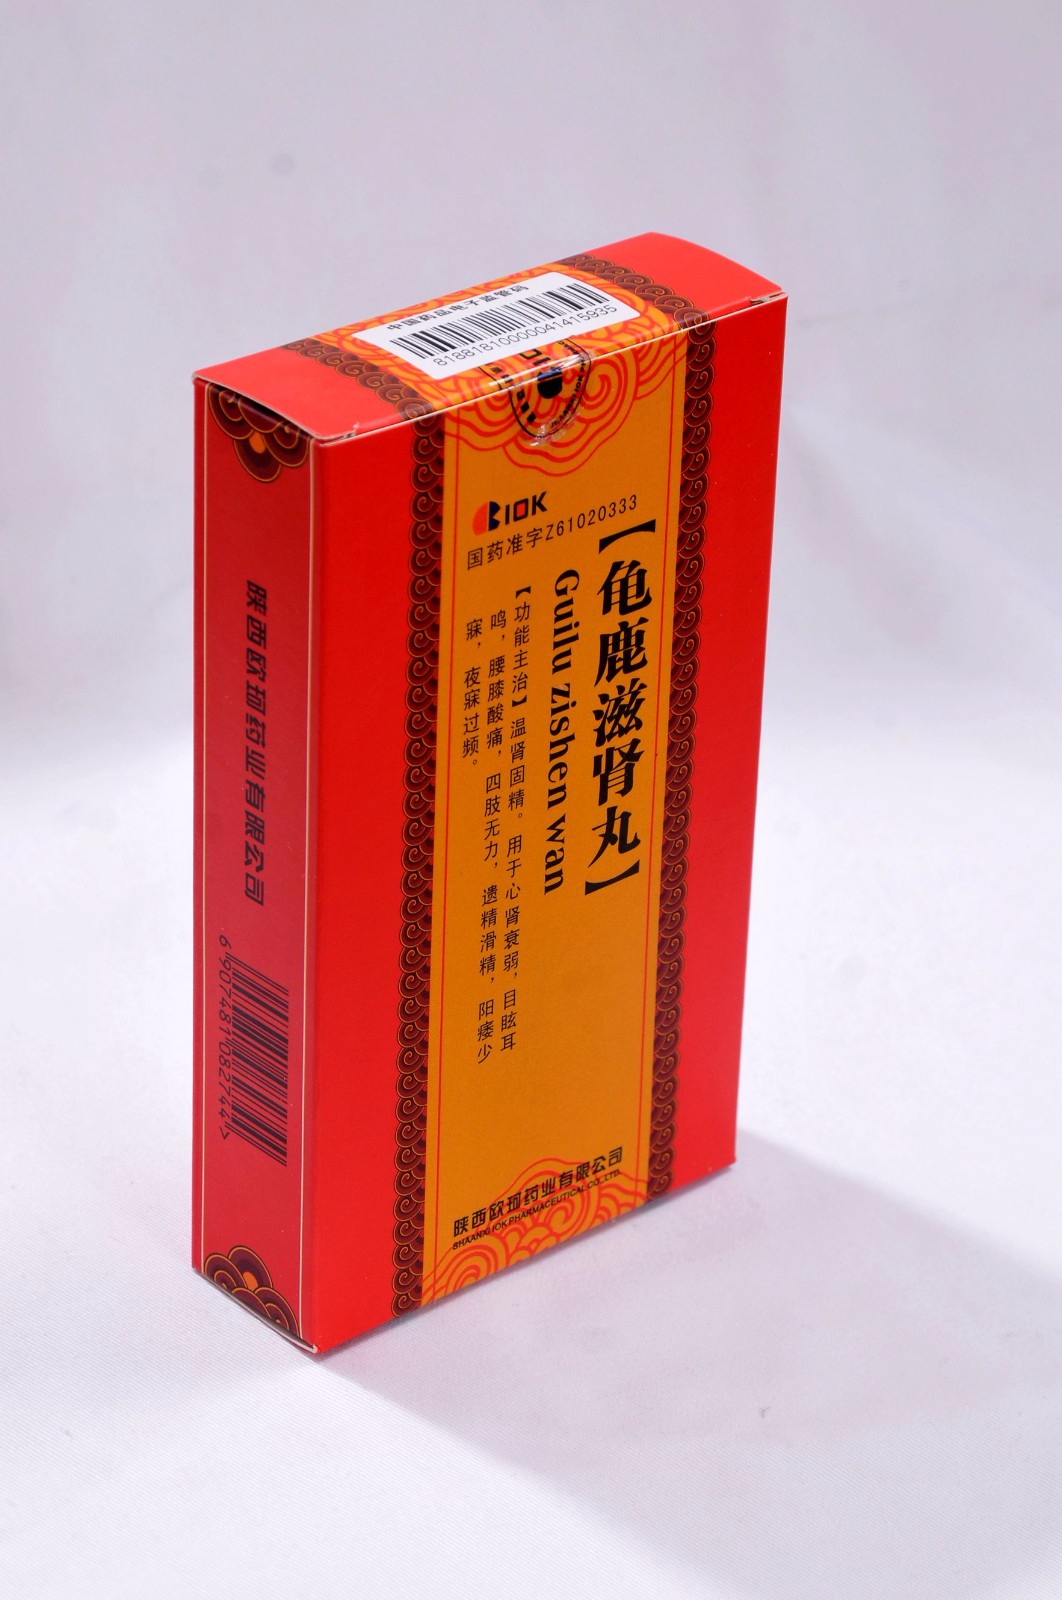 中国药品电子监管码
81881810000041415935
BIOK
国药准字Z61020333
【龟鹿滋肾丸】
Guilu zishen wan
【功能主治】温肾固精。用于心肾衰弱，目眩耳
鸣，腰膝酸痛，四肢无力，遗精滑精，阳痿少
寐，夜寐过频。
陕西欧珂药业有限公司
SHAANXI IOK PHARMACEUTICAL CO., LTD.
陕西欧珂药业有限公司
6 907481 082744 >